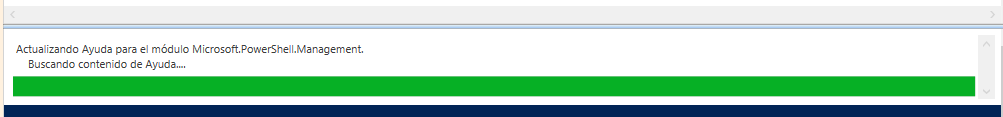 Actualizando Ayuda para el módulo Microsoft.PowerShell.Management.
Buscando contenido de Ayuda....